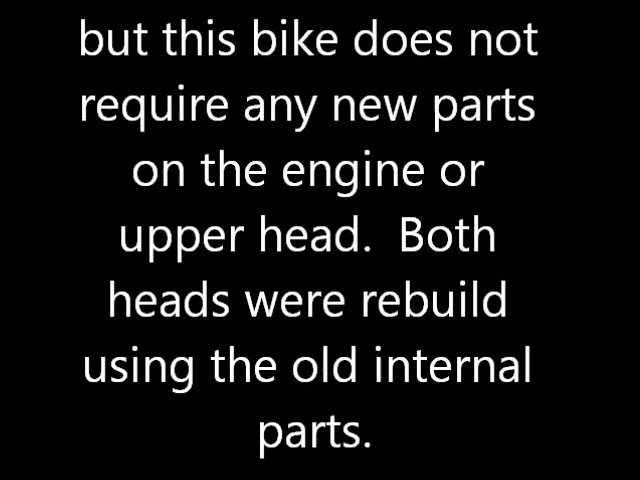 but this bike does not
require any new parts
on the engine or
upper head.  Both
heads were rebuild
using the old internal
parts.